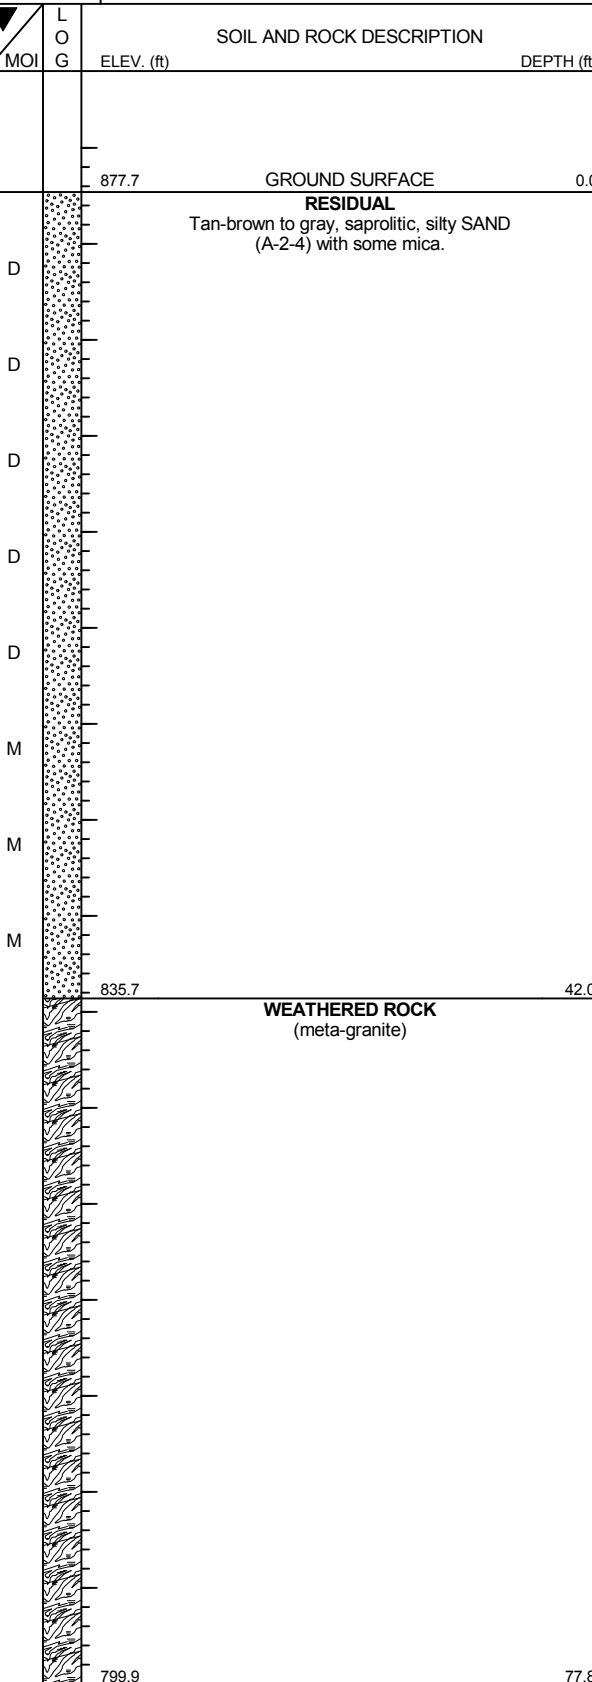 L
O
G
MOI
SOIL AND ROCK DESCRIPTION
ELEV. (ft)
DEPTH (ft
877.7 GROUND SURFACE 0.0
RESIDUAL
Tan-brown to gray, saprolitic, silty SAND
(A-2-4) with some mica.
D
D
D
D
D
M
M
M
835.7 42.0
WEATHERED ROCK
(meta-granite)
799.9 77.8